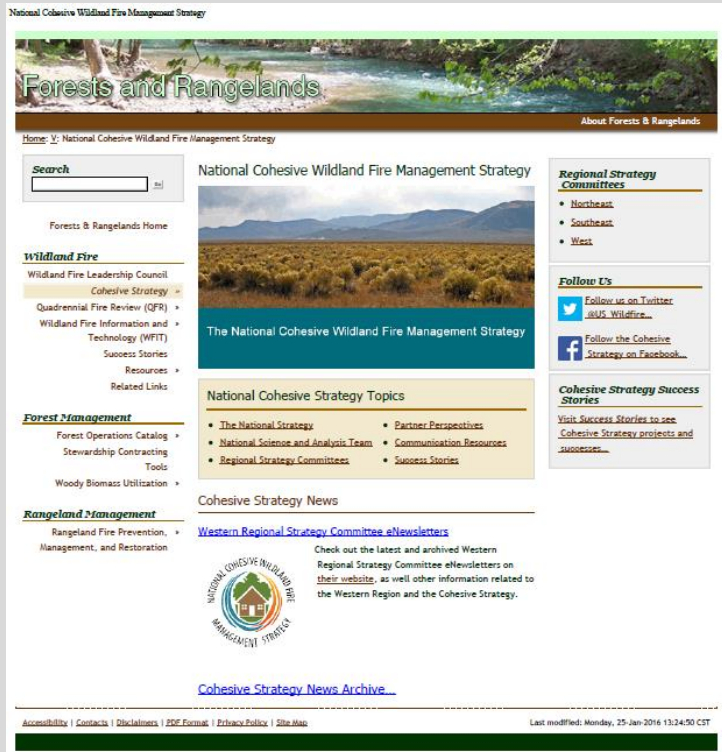 National Cohesive Wildland Fire Management Strategy
Forests and Rangelands
About Forests & Rangelands
Home: V: National Cohesive Wildland Fire Management Strategy
Search
Go
Forests & Rangelands Home
Wildland Fire
Wildland Fire Leadership Council
Cohesive Strategy »
Quadrennial Fire Review (QFR) »
Wildland Fire Information and »
Technology (WFIT)
Success Stories
Resources »
Related Links
Forest Management
Forest Operations Catalog »
Stewardship Contracting
Tools
Woody Biomass Utilization »
Rangeland Management
Rangeland Fire Prevention, »
Management, and Restoration
National Cohesive Wildland Fire Management Strategy
The National Cohesive Wildland Fire Management Strategy
National Cohesive Strategy Topics
• The National Strategy
• National Science and Analysis Team
• Regional Strategy Committees
• Partner Perspectives
• Communication Resources
• Success Stories
Cohesive Strategy News
Western Regional Strategy Committee eNewsletters
NATIONAL COHESIVE WILDLAND FIRE
MANAGEMENT STRATEGY
Check out the latest and archived Western
Regional Strategy Committee eNewsletters on
their website, as well other information related to
the Western Region and the Cohesive Strategy.
Cohesive Strategy News Archive...
Regional Strategy
Committees
• Northeast
• Southeast
• West
Follow Us
Follow us on Twitter
@US_Wildfire...
Follow the Cohesive
Strategy on Facebook...
Cohesive Strategy Success
Stories
Visit Success Stories to see
Cohesive Strategy projects and
successes...
Accessibility | Contacts | Disclaimers | PDF Format | Privacy Policy | Site Map
Last modified: Monday, 25-Jan-2016 13:24:50 CST